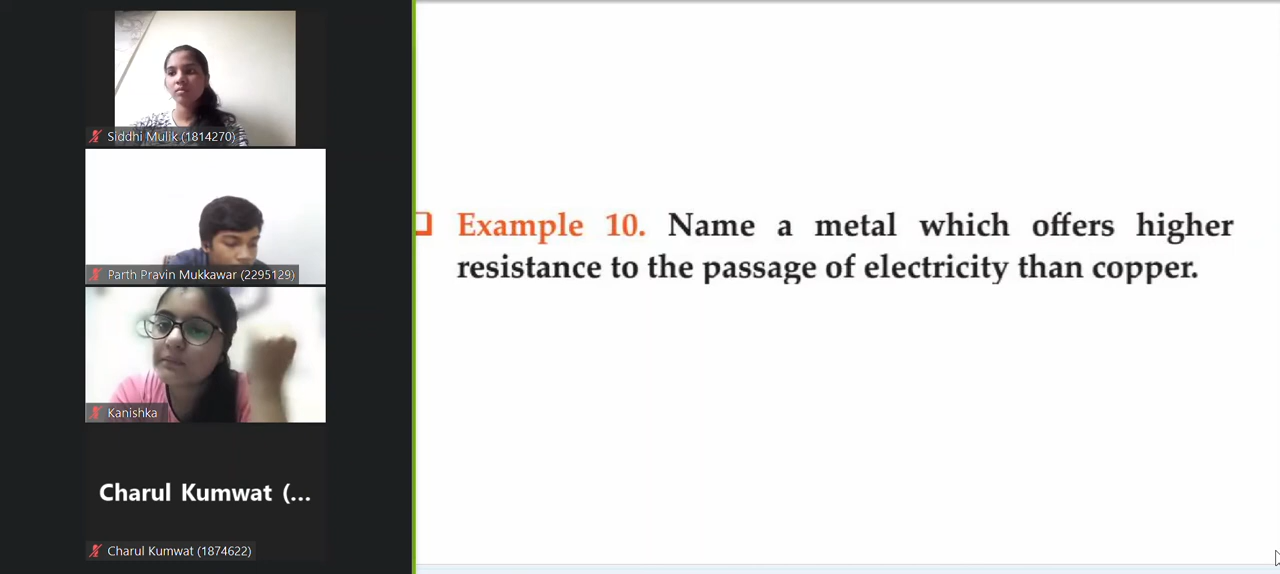 Siddhi Mulik (1814270)
Parth Pravin Mukkawar (2295129)
Kanishka
Charul Kumwat (...
Charul Kumwat (1874622)
Example 10. Name a metal which offers higher
resistance to the passage of electricity than copper.